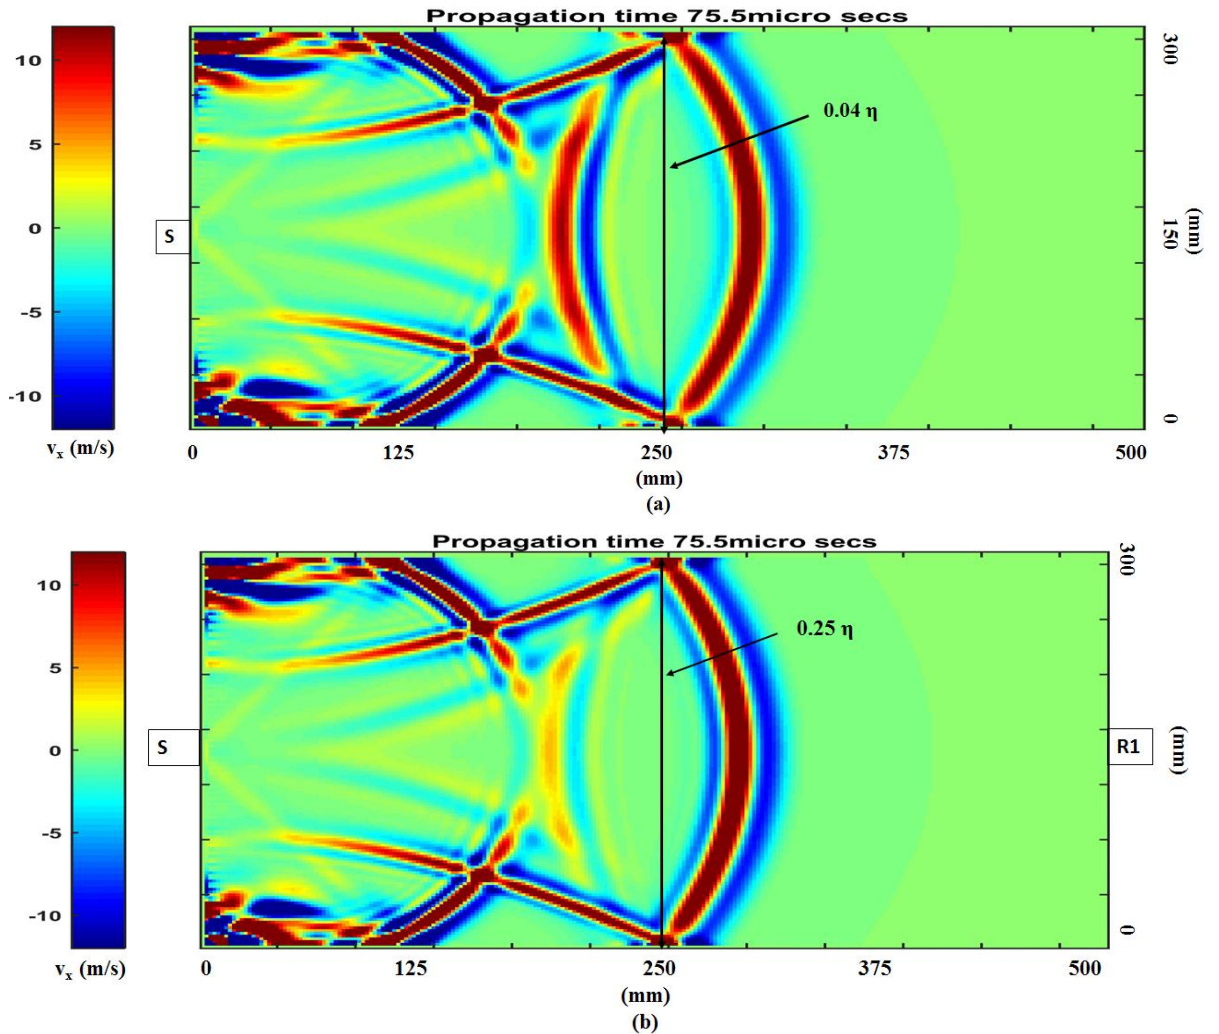 Propagation time 75.5micro secs
10
5
0
-5
-10
v_x (m/s)
S
0.04 η
300
150
0
(mm)
0 125 250 375 500
(mm)
(a)
Propagation time 75.5micro secs
10
5
0
-5
-10
v_x (m/s)
S
0.25 η
R1
300
(mm)
0
0 125 250 375 500
(mm)
(b)